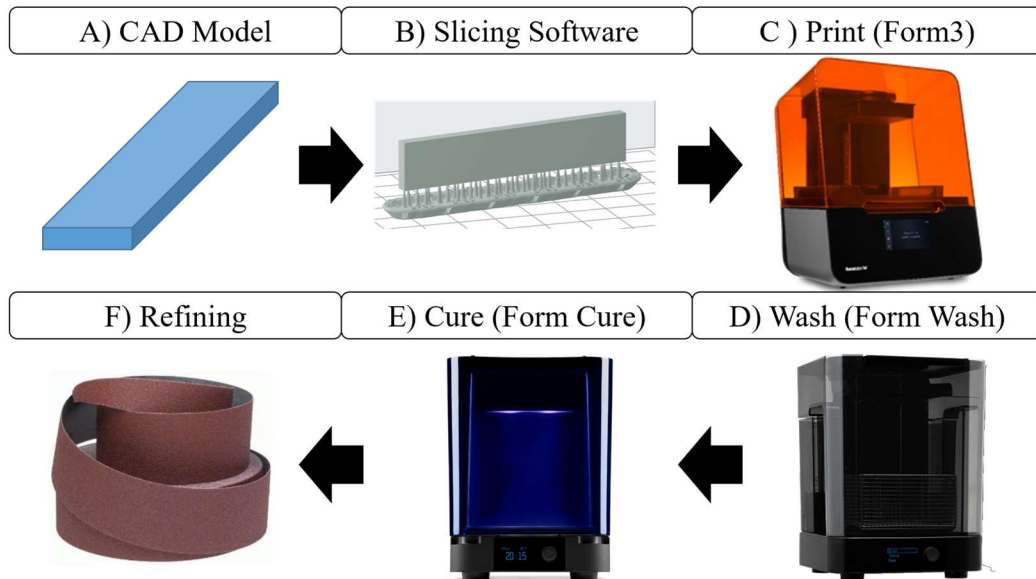 A) CAD Model
B) Slicing Software
C ) Print (Form3)
F) Refining
E) Cure (Form Cure)
D) Wash (Form Wash)
20 15